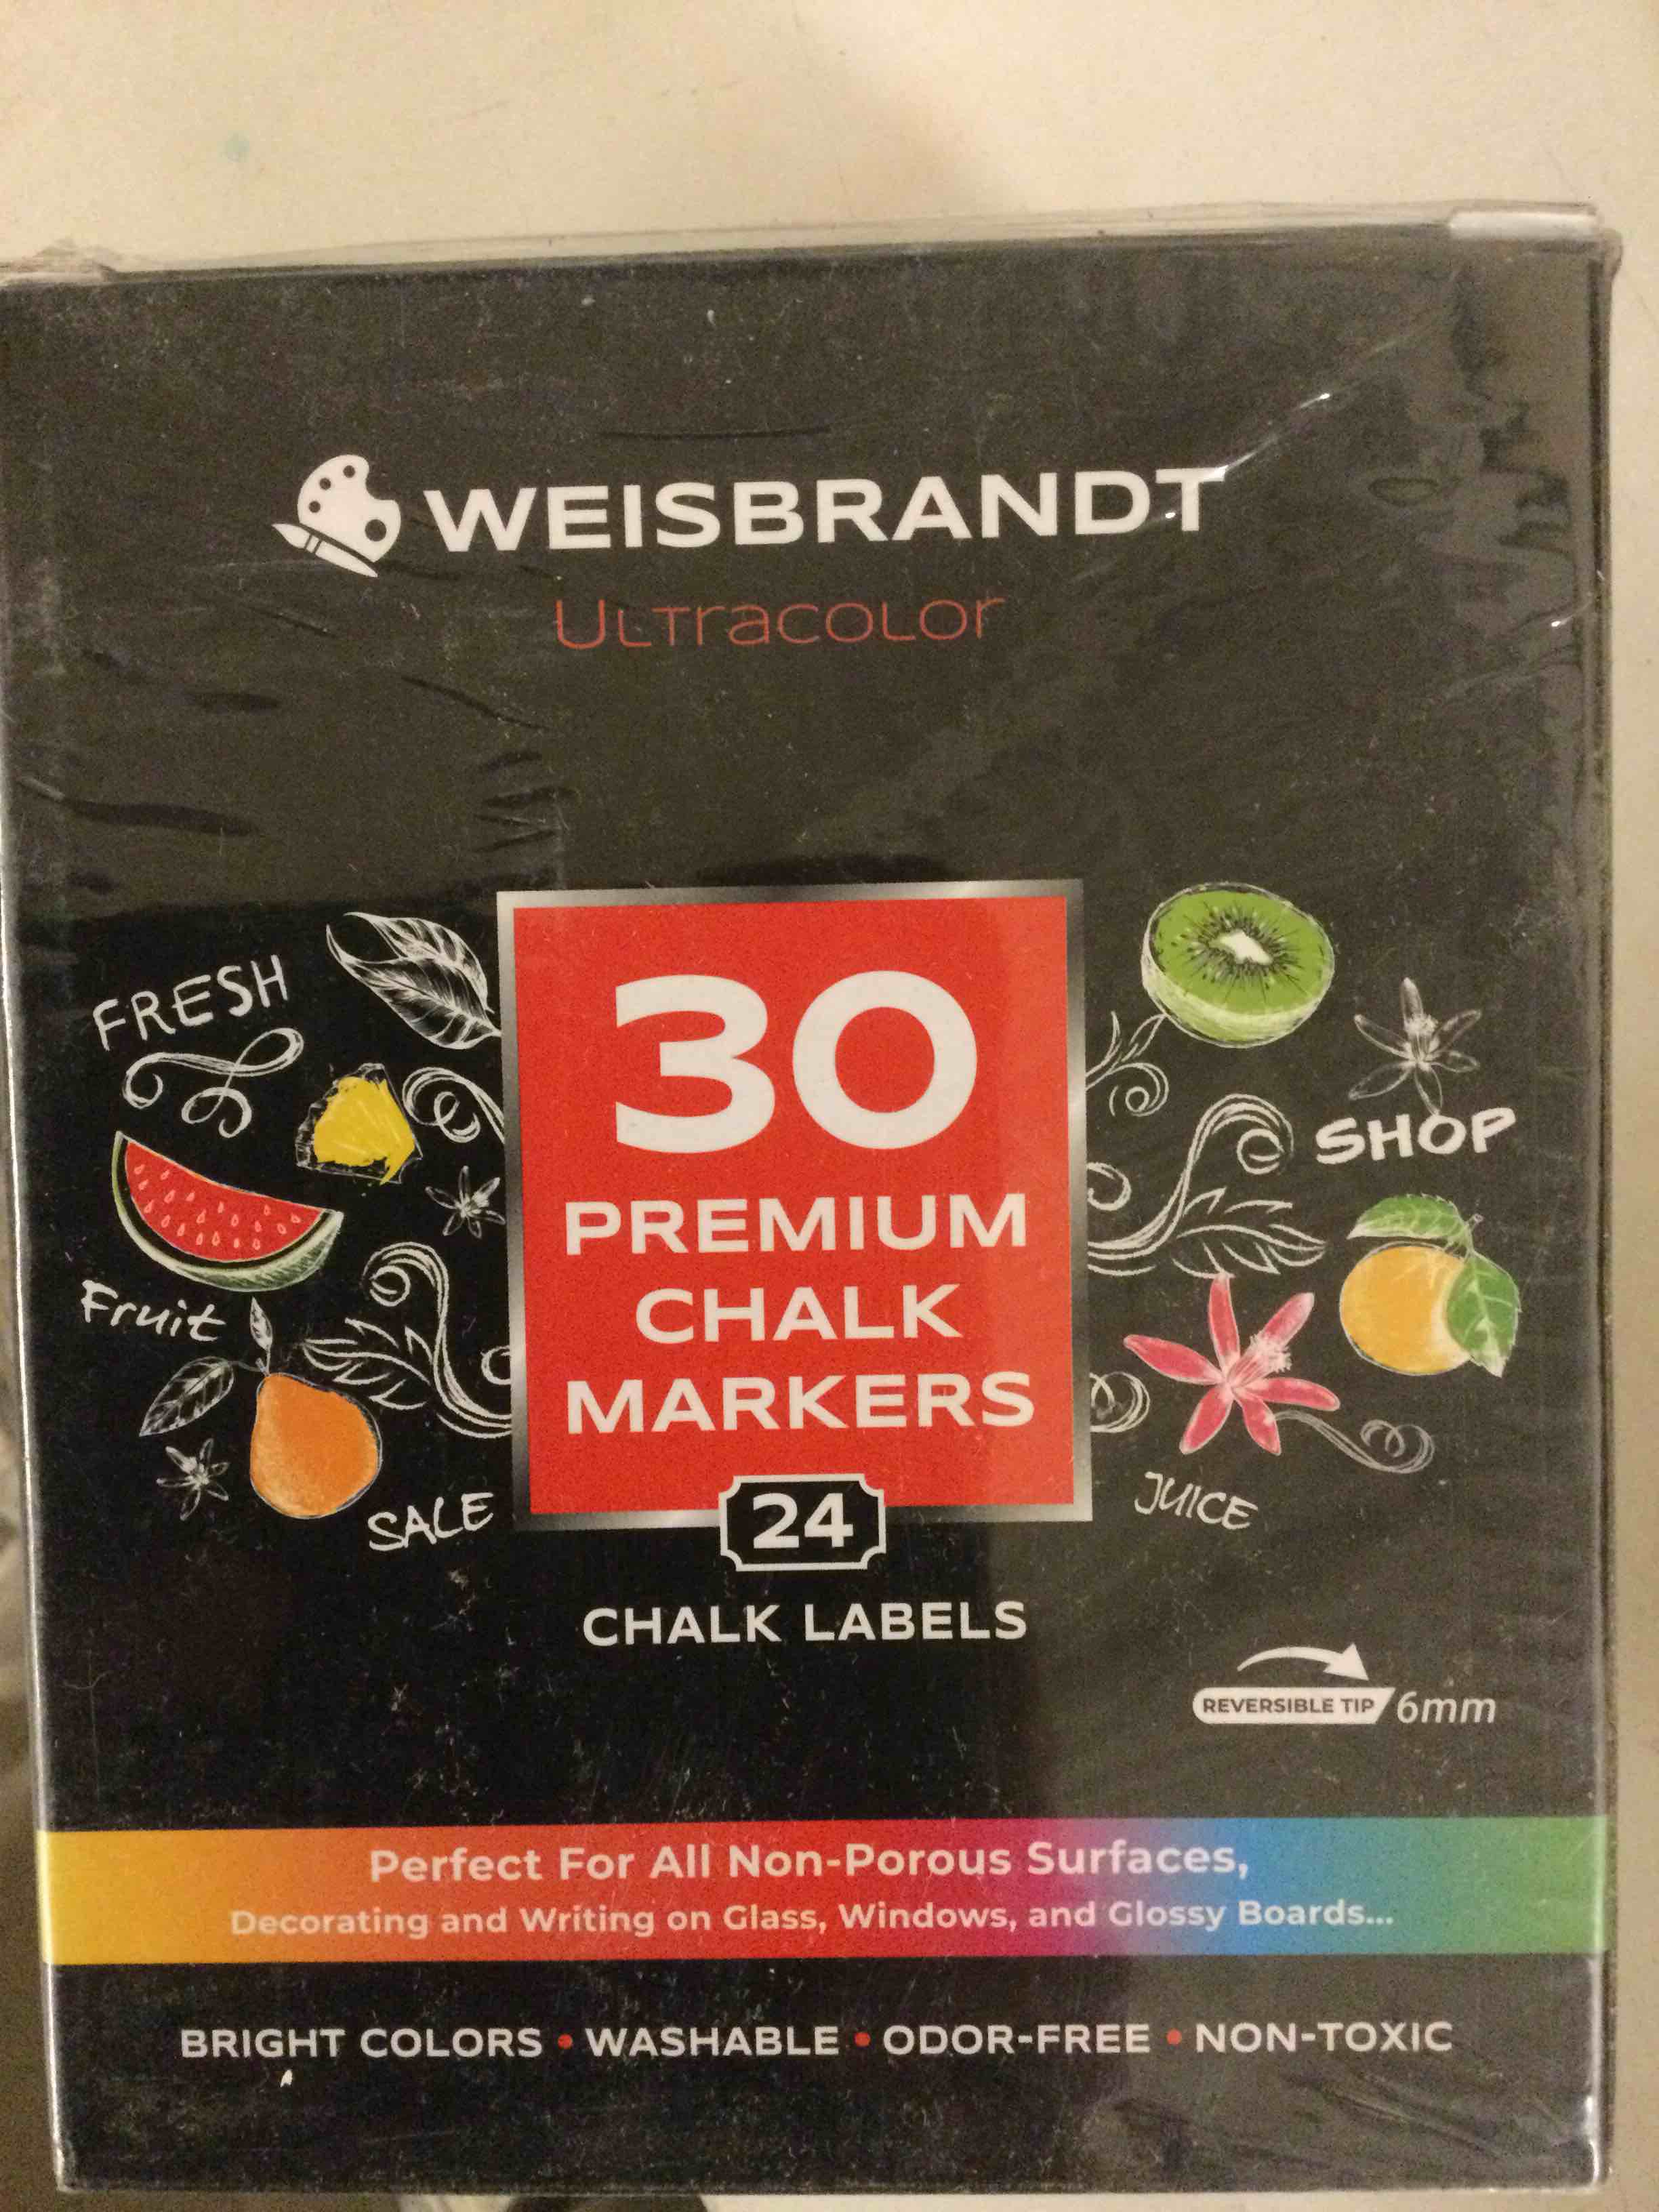 WEISBRANDT
ULTracoLor
FRESH
30
PREMIUM
CHALK
MARKERS
SHOP
Fruit
SALE
JUICE
24
CHALK LABELS
REVERSIBLE TIP 6mm
Perfect For All Non-Porous Surfaces,
Decorating and Writing on Glass, Windows, and Glossy Boards...
BRIGHT COLORS • WASHABLE • ODOR-FREE • NON-TOXIC